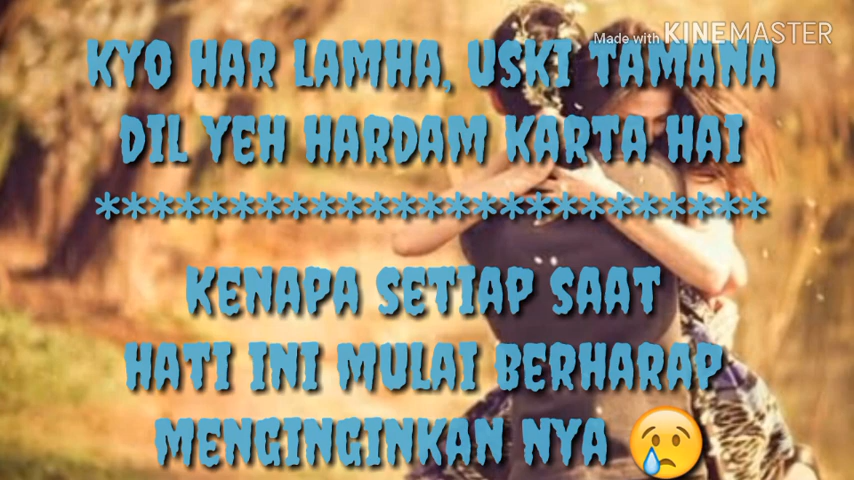 Made with KINEMASTER
KYO HAR LAMHA, USKI TAMANA
DIL YEH HARDAM KARTA HAI
*************************
KENAPA SETIAP SAAT
HATI INI MULAI BERHARAP
MENGINGINKAN NYA 😢